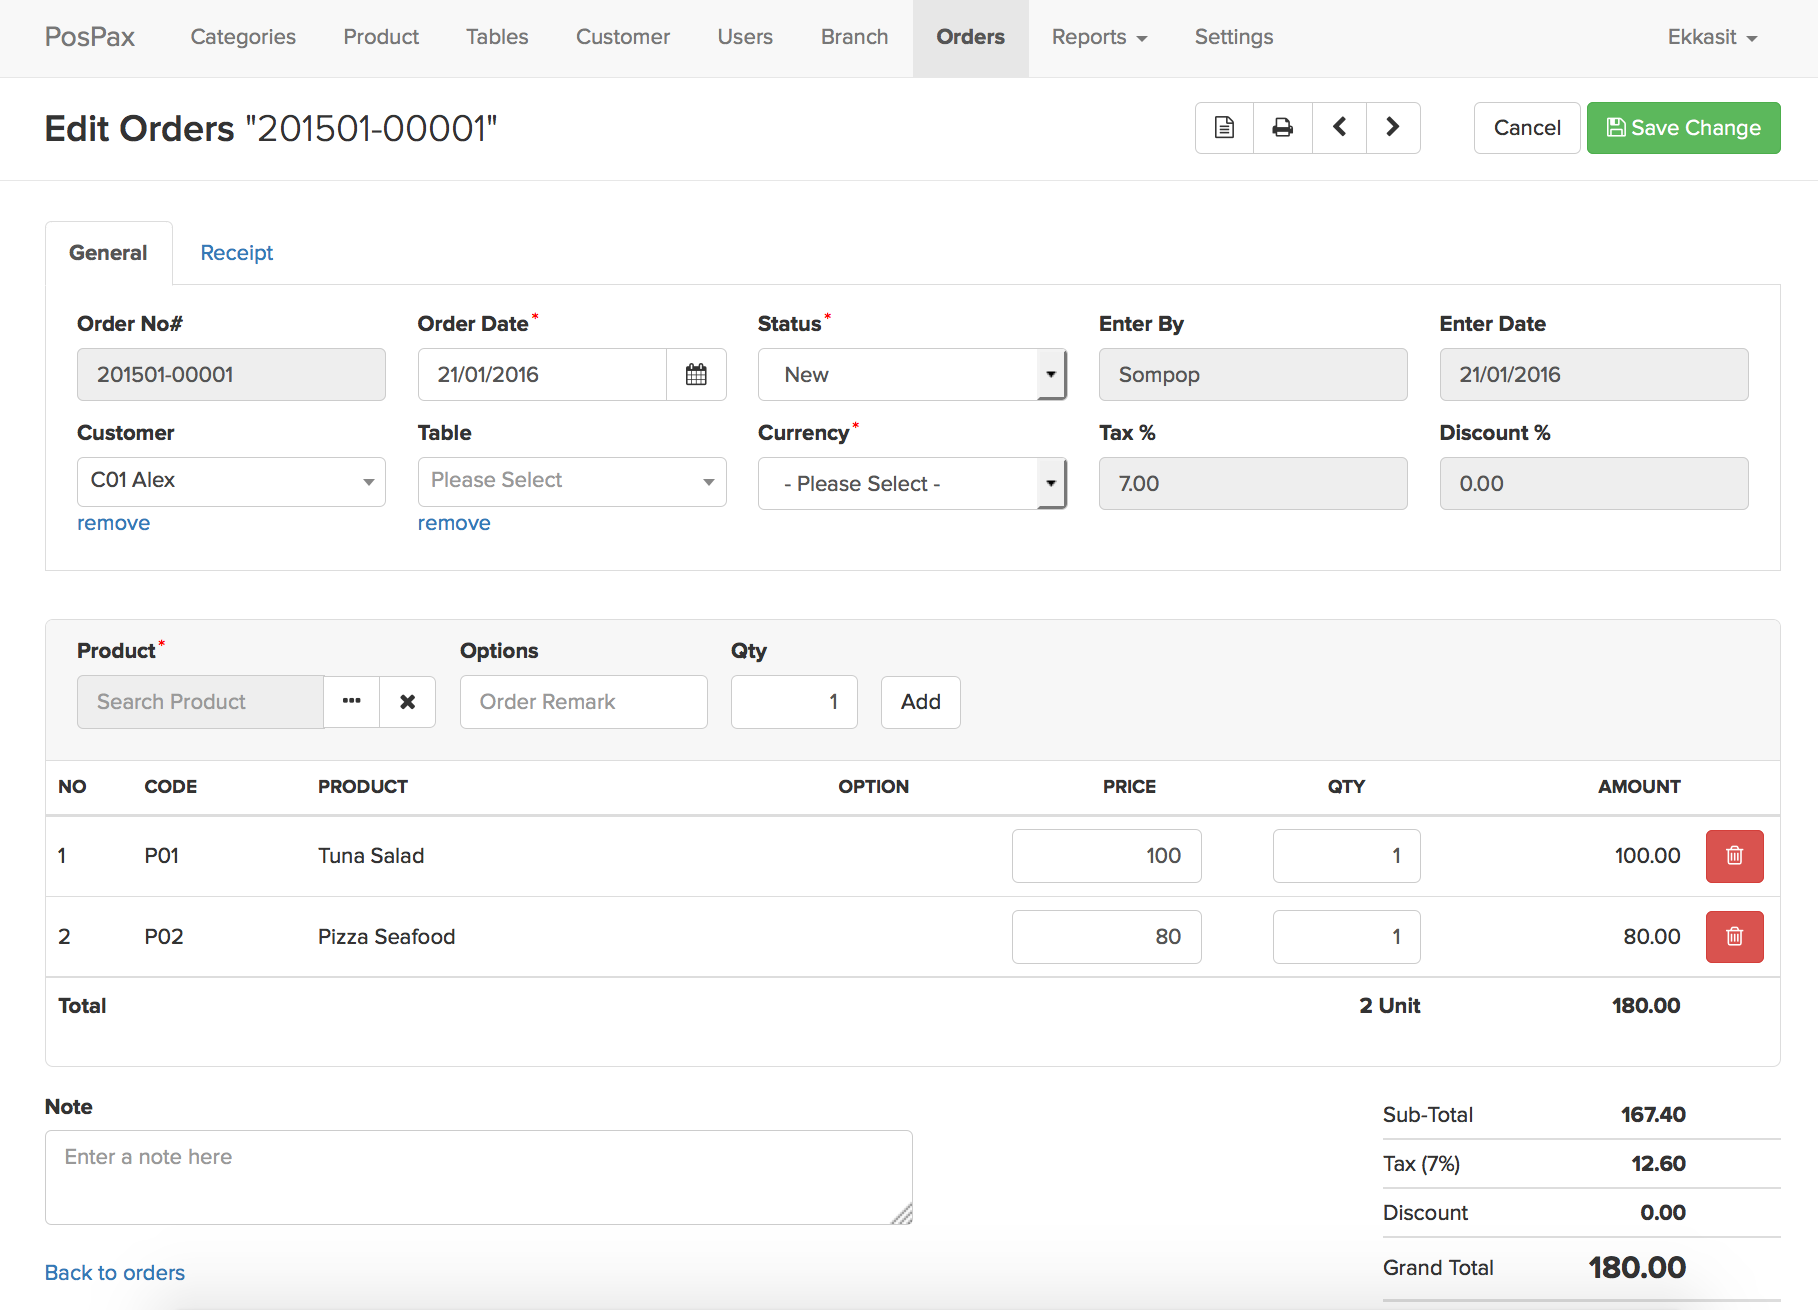 PosPax Categories Product Tables Customer Users Branch Orders Reports Settings Ekkasit
Edit Orders "201501-00001"
Cancel Save Change
General Receipt
Order No# Order Date* Status* Enter By Enter Date
201501-00001 21/01/2016 New Sompop 21/01/2016
Customer Table Currency* Tax % Discount %
C01 Alex Please Select - Please Select - 7.00 0.00
remove remove
Product* Options Qty
Search Product Order Remark 1 Add
NO CODE PRODUCT OPTION PRICE QTY AMOUNT
1 P01 Tuna Salad 100 1 100.00
2 P02 Pizza Seafood 80 1 80.00
Total 2 Unit 180.00
Note
Enter a note here
Sub-Total 167.40
Tax (7%) 12.60
Discount 0.00
Grand Total 180.00
Back to orders